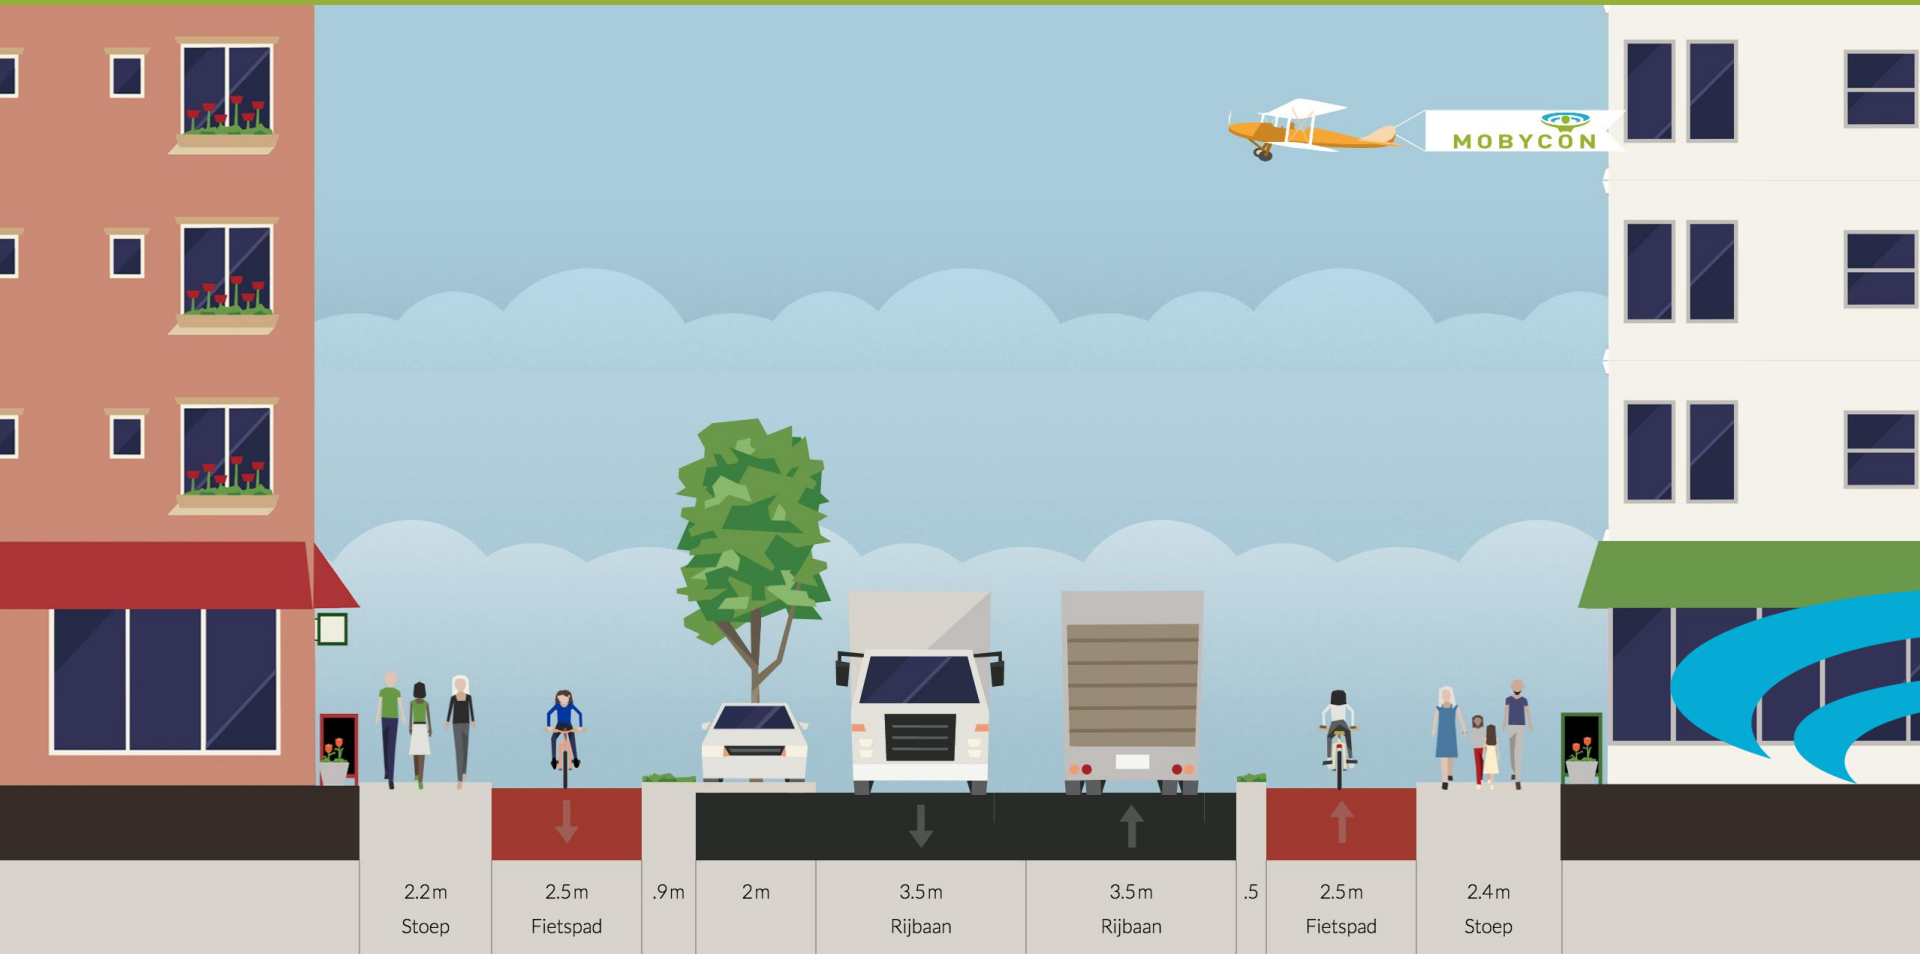 MOBYCON
2.2m
Stoep
2.5m
Fietspad
.9m
2m
3.5m
Rijbaan
3.5m
Rijbaan
.5
2.5m
Fietspad
2.4m
Stoep